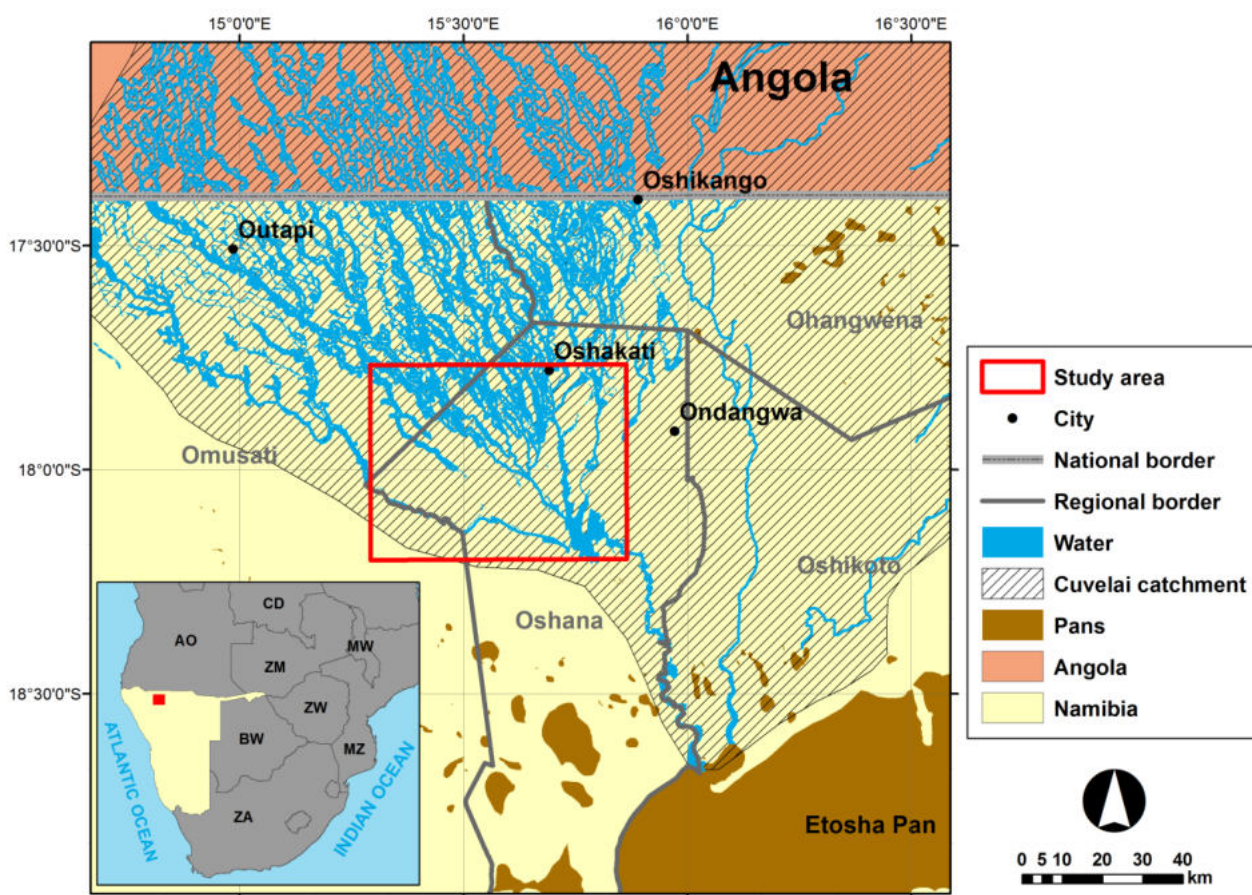 15°0'0"E
15°30'0"E
16°0'0"E
16°30'0"E
Angola
Oshikango
Outapi
17°30'0"S
Ohangwena
Oshakati
Ondangwa
Omusati
18°0'0"S
Oshikoto
Oshana
18°30'0"S
Etosha Pan
CD
AO
MW
ZM
ZW
BW
MZ
ZA
ATLANTIC OCEAN
INDIAN OCEAN
Study area
City
National border
Regional border
Water
Cuvelai catchment
Pans
Angola
Namibia
0 5 10 20 30 40
km